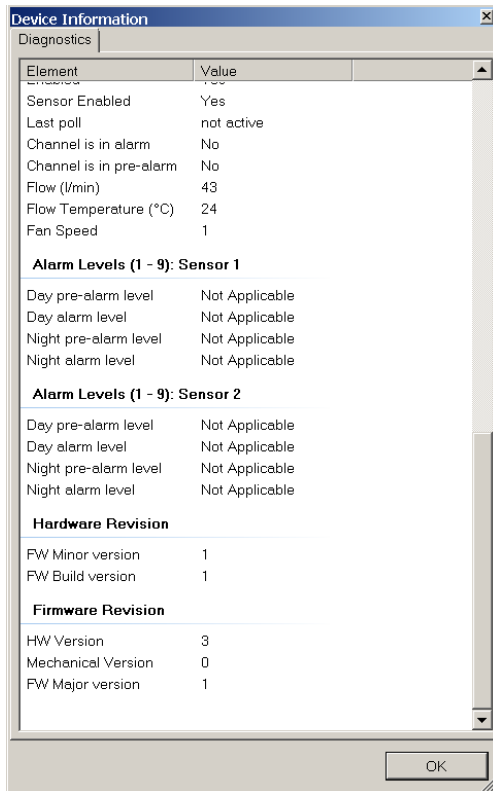 Device Information
Diagnostics
Element Value
Sensor Enabled Yes
Last poll not active
Channel is in alarm No
Channel is in pre-alarm No
Flow (l/min) 43
Flow Temperature (°C) 24
Fan Speed 1
Alarm Levels (1 - 9): Sensor 1
Day pre-alarm level Not Applicable
Day alarm level Not Applicable
Night pre-alarm level Not Applicable
Night alarm level Not Applicable
Alarm Levels (1 - 9): Sensor 2
Day pre-alarm level Not Applicable
Day alarm level Not Applicable
Night pre-alarm level Not Applicable
Night alarm level Not Applicable
Hardware Revision
FW Minor version 1
FW Build version 1
Firmware Revision
HW Version 3
Mechanical Version 0
FW Major version 1
OK